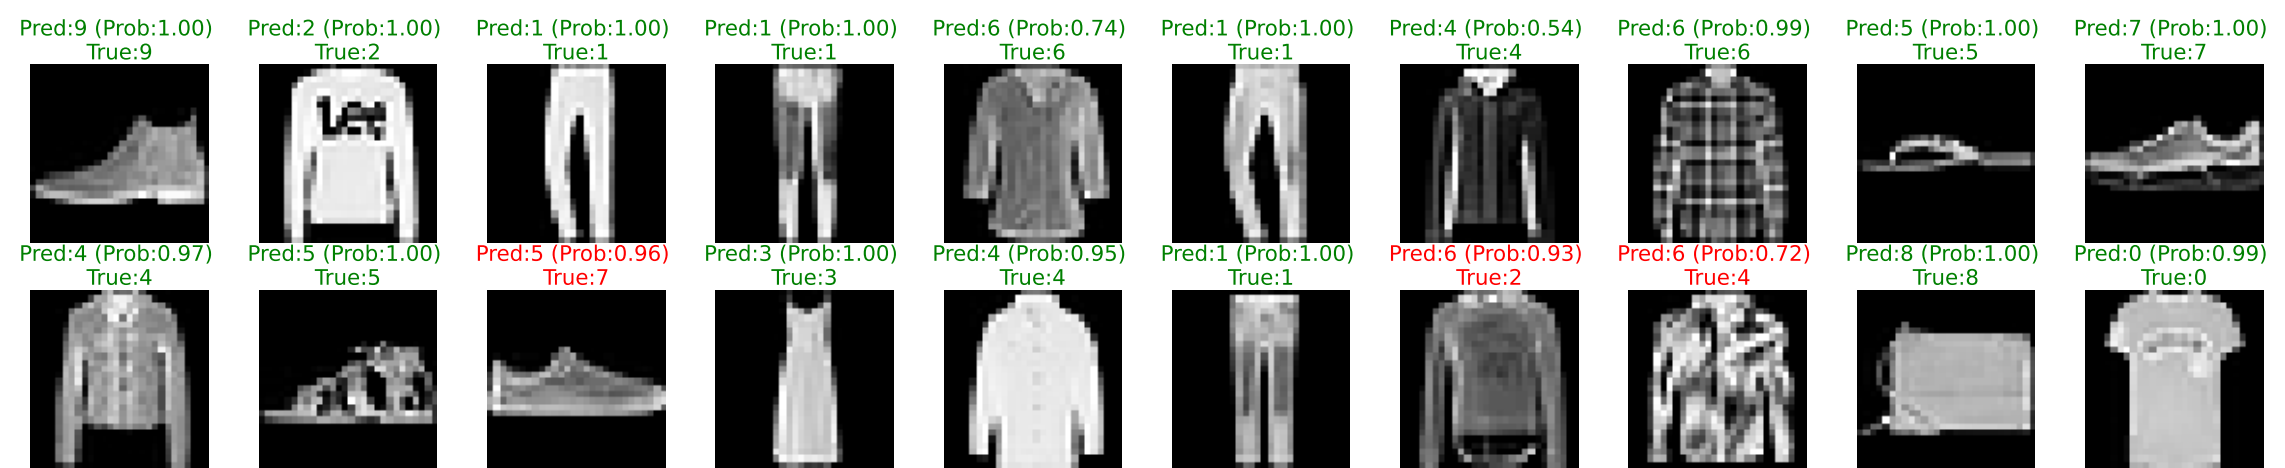 Pred:9 (Prob:1.00) Pred:2 (Prob:1.00) Pred:1 (Prob:1.00) Pred:1 (Prob:1.00) Pred:6 (Prob:0.74) Pred:1 (Prob:1.00) Pred:4 (Prob:0.54) Pred:6 (Prob:0.99) Pred:5 (Prob:1.00) Pred:7 (Prob:1.00)
True:9 True:2 True:1 True:1 True:6 True:1 True:4 True:6 True:5 True:7
Lee
Pred:4 (Prob:0.97) Pred:5 (Prob:1.00) Pred:5 (Prob:0.96) Pred:3 (Prob:1.00) Pred:4 (Prob:0.95) Pred:1 (Prob:1.00) Pred:6 (Prob:0.93) Pred:6 (Prob:0.72) Pred:8 (Prob:1.00) Pred:0 (Prob:0.99)
True:4 True:5 True:7 True:3 True:4 True:1 True:2 True:4 True:8 True:0